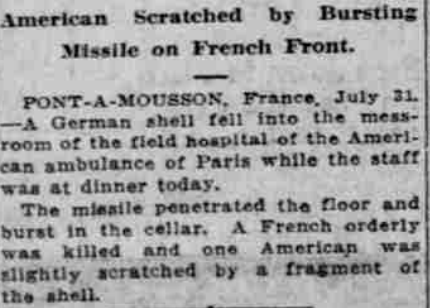 American Scratched by Bursting
Missile on French Front.
PONT-A-MOUSSON, France, July 31.
—A German shell fell into the mess-
room of the field hospital of the Ameri-
can ambulance of Paris while the staff
was at dinner today.
The missile penetrated the floor and
burst in the cellar. A French orderly
was killed and one American was
slightly scratched by a fragment of
the shell.